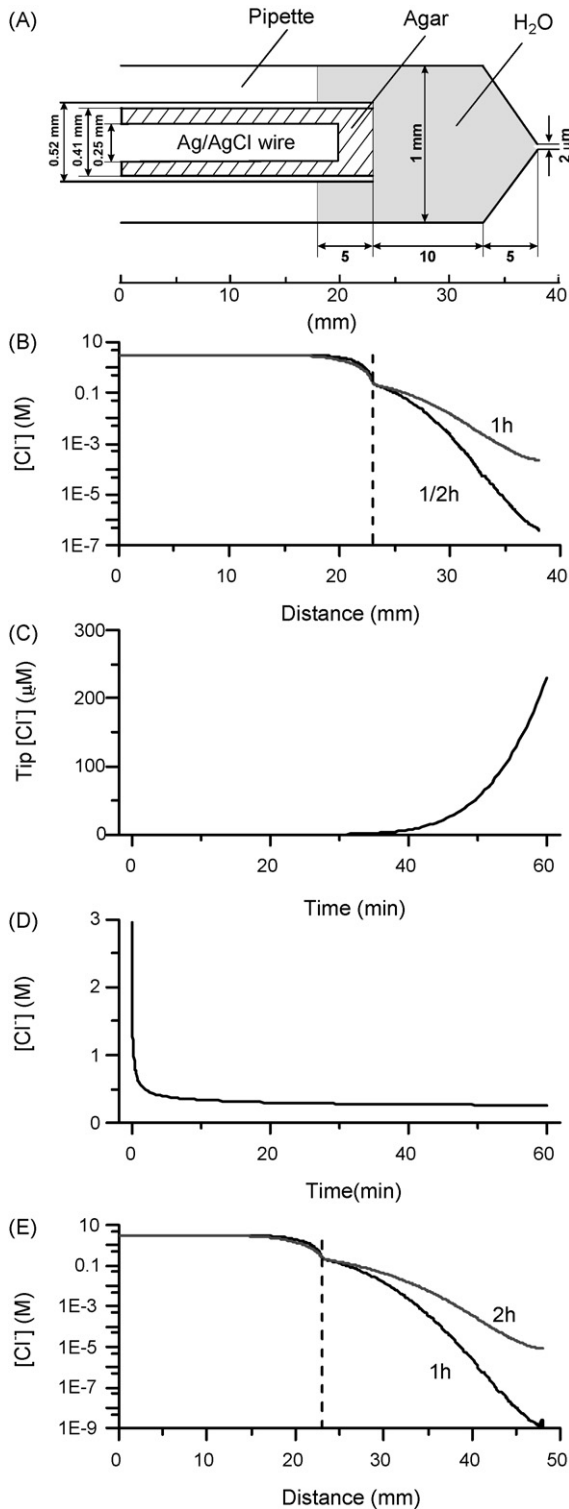 (A)
Pipette Agar H₂O
0.52 mm
0.41 mm
0.25 mm
Ag/AgCl wire
1 mm
2 µm
5 10 5
0 10 20 30 40
(mm)
(B)
10
0.1
1E-3
1E-5
1E-7
[Cl⁻] (M)
1h
1/2h
0 10 20 30 40
Distance (mm)
(C)
300
200
100
0
Tip [Cl⁻] (µM)
0 20 40 60
Time (min)
(D)
3
2
1
0
[Cl⁻] (M)
0 20 40 60
Time(min)
(E)
10
0.1
1E-3
1E-5
1E-7
1E-9
[Cl⁻] (M)
2h
1h
0 10 20 30 40 50
Distance (mm)